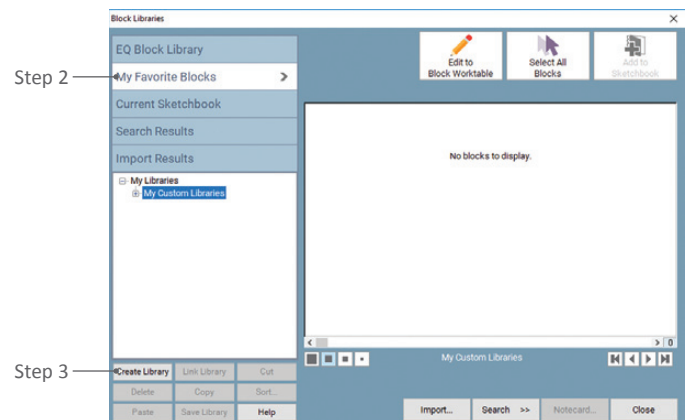 Block Libraries
EQ Block Library
Step 2
My Favorite Blocks
Current Sketchbook
Search Results
Import Results
My Libraries
My Custom Libraries
Edit to
Block Worktable
Select All
Blocks
Add to
Sketchbook
No blocks to display.
0
My Custom Libraries
Step 3
Create Library
Link Library
Cut
Delete
Copy
Sort...
Paste
Save Library
Help
Import...
Search >>
Notecard...
Close